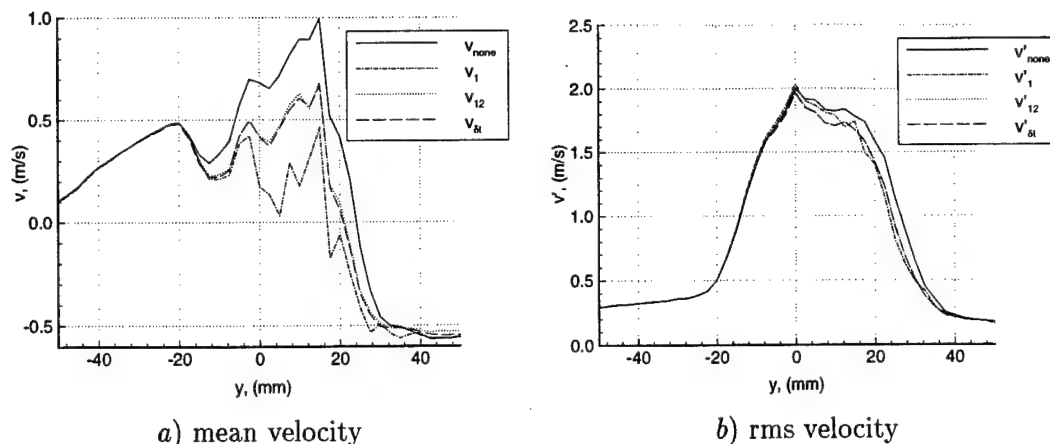 1.0
0.5
0.0
-0.5
v, (m/s)
-40
-20
0
20
40
y, (mm)
V_none
V_1
V_12
V_δt
a) mean velocity
2.5
2.0
1.5
1.0
0.5
0.0
v', (m/s)
-40
-20
0
20
40
y, (mm)
V'_none
V'_1
V'_12
V'_δt
b) rms velocity